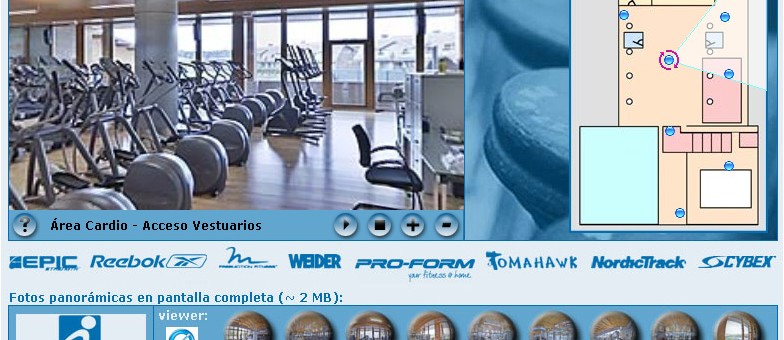 ?
Área Cardio - Acceso Vestuarios
EPIC
Reebok
WEIDER
PRO-FORM
your fitness @ home
TOMAHAWK
NordicTrack
CYBEX
Fotos panorámicas en pantalla completa (~ 2 MB):
viewer: